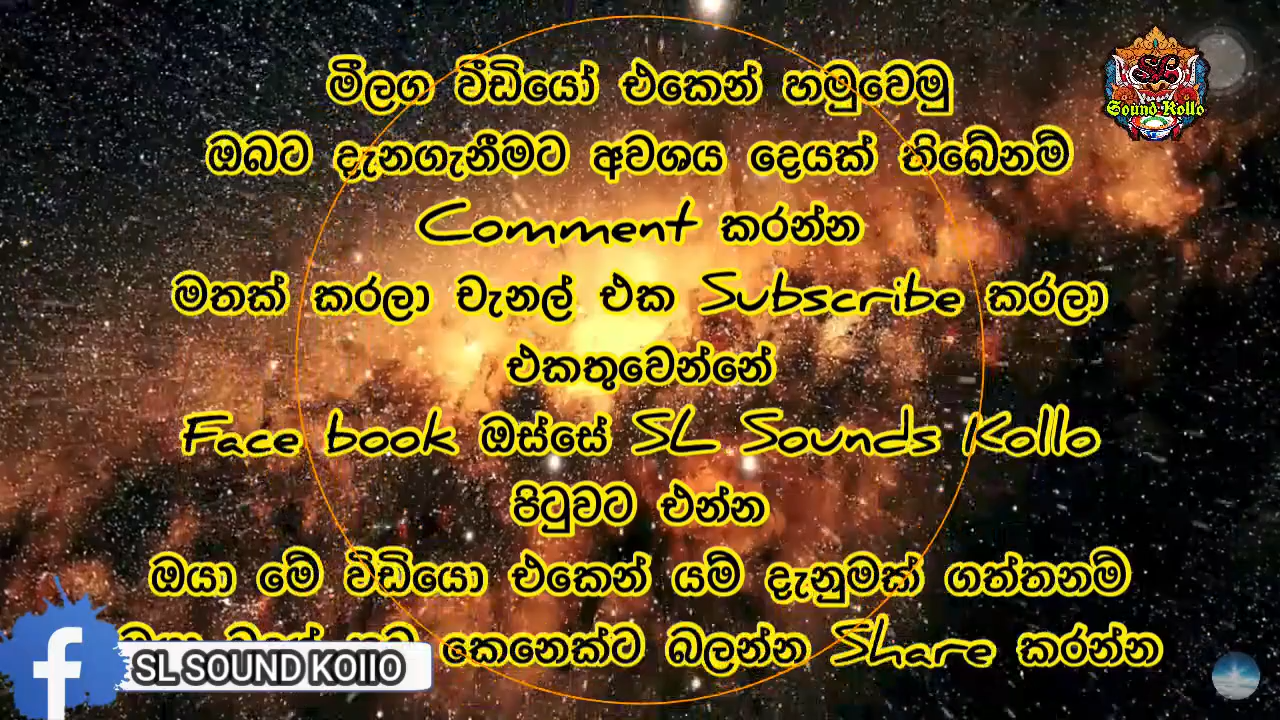 මීලග වීඩියෝ එකෙන් හමුවෙමු
ඔබට දැනගැනීමට අවශය දෙයක් තිබේනම්
Comment කරන්න
මතක් කරලා චැනල් එක Subscribe කරලා
එකතුවෙන්නේ
Face book ඔස්සේ SL Sounds Kollo
පිටුවට එන්න
ඔයා මේ වීඩියො එකෙන් යම් දැනුමක් ගත්තනම්
කෙනෙක්ට බලන්න Share කරන්න
SL SOUND KOllO
SL
Sound Kollo